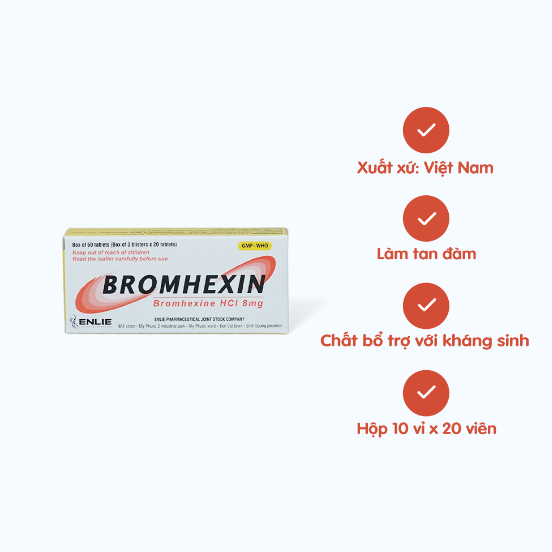 Box of 60 tablets (Box of 3 blisters x 20 tablets)
Keep out of reach of children
Read the leaflet carefully before use
GMP - WHO
BROMHEXIN
Bromhexine HCl 8mg
ENLIE
ENLIE PHARMACEUTICAL JOINT STOCK COMPANY
Xuất xứ: Việt Nam
Làm tan đàm
Chất bổ trợ với kháng sinh
Hộp 10 vỉ x 20 viên